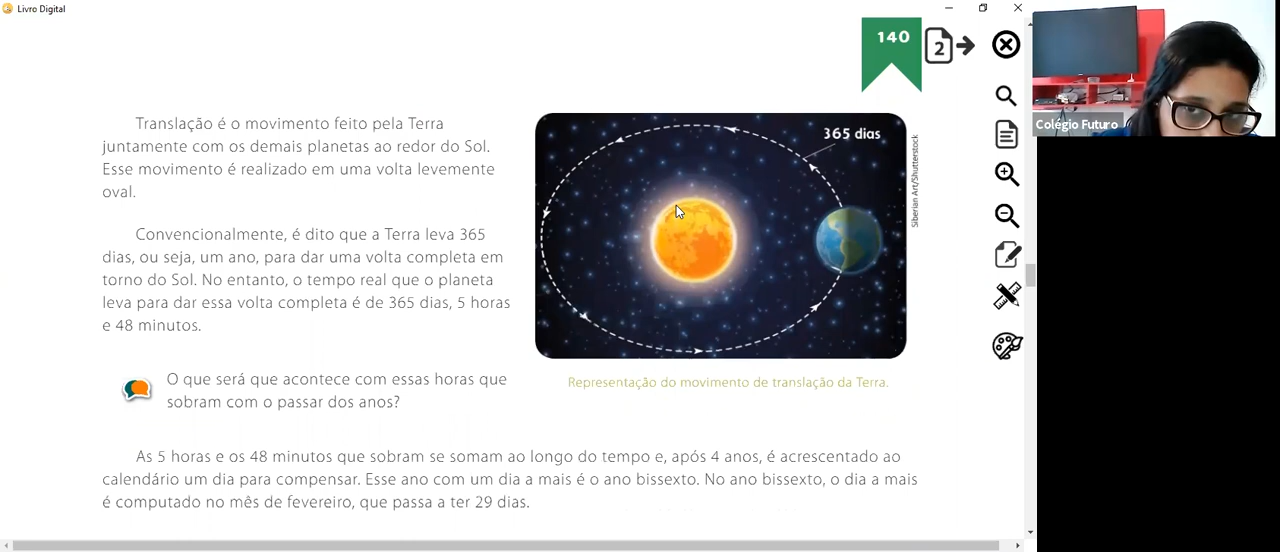 Livro Digital
140
2
Translação é o movimento feito pela Terra
juntamente com os demais planetas ao redor do Sol.
Esse movimento é realizado em uma volta levemente
oval.
Convencionalmente, é dito que a Terra leva 365
dias, ou seja, um ano, para dar uma volta completa em
torno do Sol. No entanto, o tempo real que o planeta
leva para dar essa volta completa é de 365 dias, 5 horas
e 48 minutos.
365 dias
Siberian Art/Shutterstock
Representação do movimento de translação da Terra.
O que será que acontece com essas horas que
sobram com o passar dos anos?
As 5 horas e os 48 minutos que sobram se somam ao longo do tempo e, após 4 anos, é acrescentado ao
calendário um dia para compensar. Esse ano com um dia a mais é o ano bissexto. No ano bissexto, o dia a mais
é computado no mês de fevereiro, que passa a ter 29 dias.
Colégio Futuro